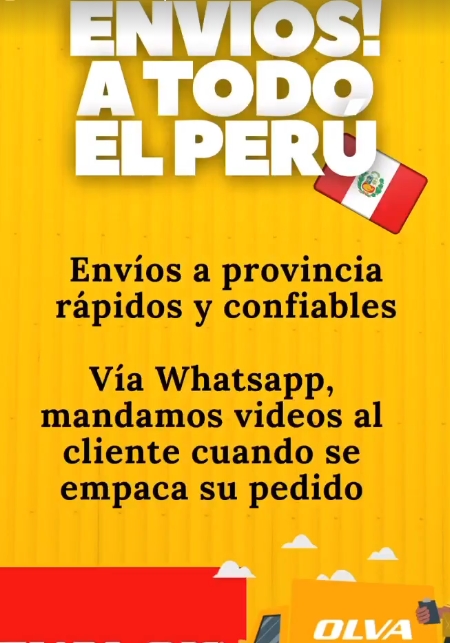 ENVIOS!
A TODO
EL PERÚ
Envíos a provincia
rápidos y confiables
Vía Whatsapp,
mandamos videos al
cliente cuando se
empaca su pedido
OLVA